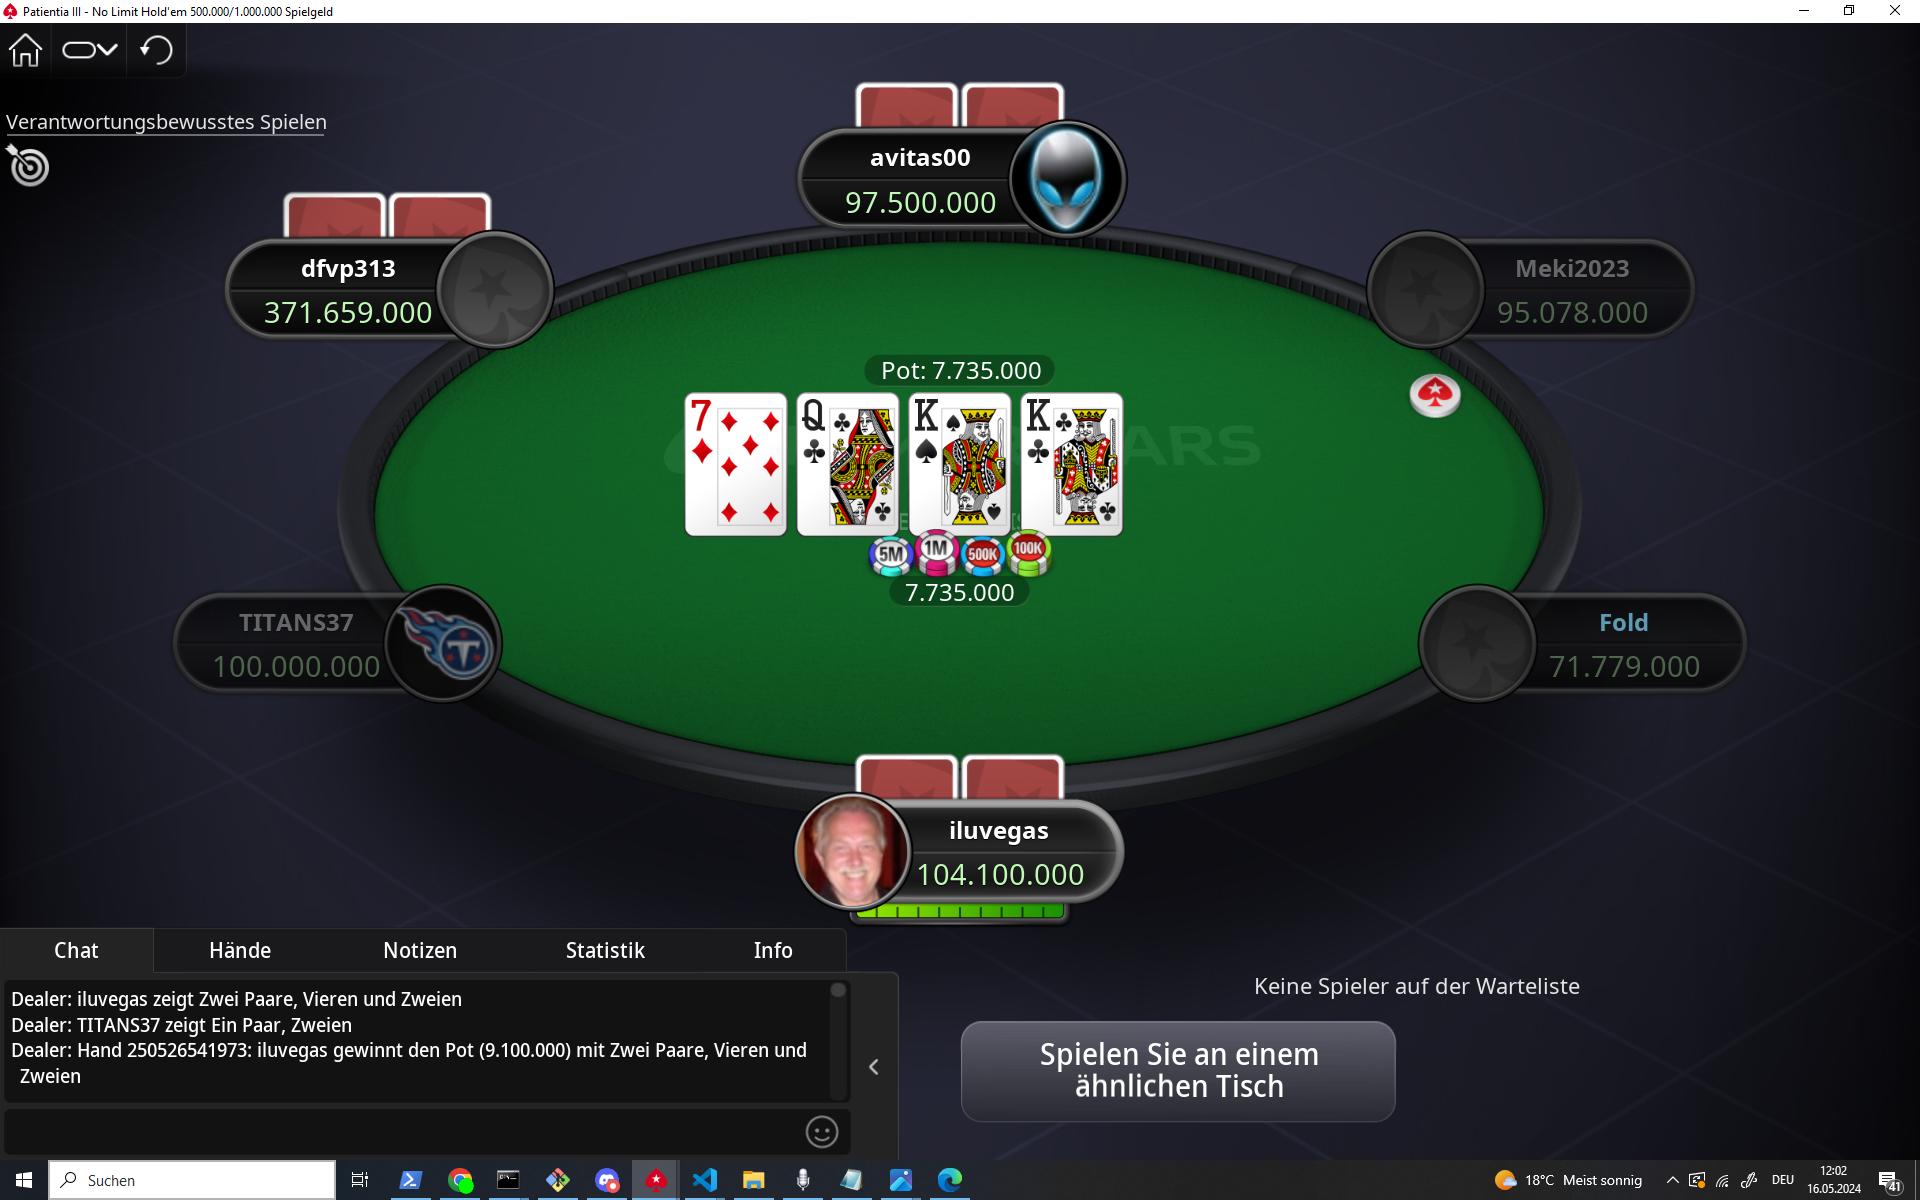 Patientia III - No Limit Hold'em 500.000/1.000.000 Spielgeld
Verantwortungsbewusstes Spielen
avitas00
97.500.000
dfvp313
371.659.000
Meki2023
95.078.000
Pot: 7.735.000
7
Q
K
K
ARS
5M
1M
500K
100K
7.735.000
TITANS37
100.000.000
Fold
71.779.000
iluvegas
104.100.000
Chat
Hände
Notizen
Statistik
Info
Dealer: iluvegas zeigt Zwei Paare, Vieren und Zweien
Dealer: TITANS37 zeigt Ein Paar, Zweien
Dealer: Hand 250526541973: iluvegas gewinnt den Pot (9.100.000) mit Zwei Paare, Vieren und
Zweien
Keine Spieler auf der Warteliste
Spielen Sie an einem
ähnlichen Tisch
Suchen
18°C Meist sonnig
DEU
12:02
16.05.2024
41